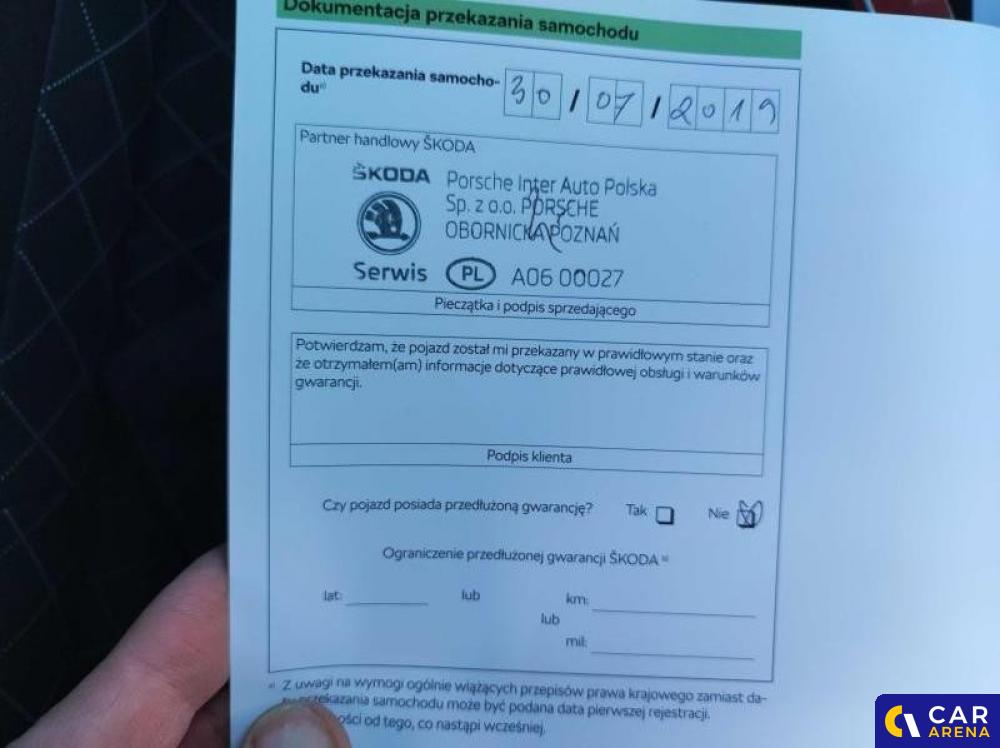 Dokumentacja przekazania samochodu
Data przekazania samocho-
du a)
30 / 07 / 2019
Partner handlowy ŠKODA
ŠKODA Porsche Inter Auto Polska
Sp. z o.o. PORSCHE
OBORNICKA POZNAŃ
Serwis PL A06 00027
Pieczątka i podpis sprzedającego
Potwierdzam, że pojazd został mi przekazany w prawidłowym stanie oraz
że otrzymałem(am) informacje dotyczące prawidłowej obsługi i warunków
gwarancji.
Podpis klienta
Czy pojazd posiada przedłużoną gwarancję? Tak Nie
Ograniczenie przedłużonej gwarancji ŠKODA
lat: lub km:
lub
mil:
Z uwagi na wymogi ogólnie wiążących przepisów prawa krajowego zamiast da-
przekazania samochodu może być podana data pierwszej rejestracji.
od tego, co nastąpi wcześniej.
CAR
ARENA